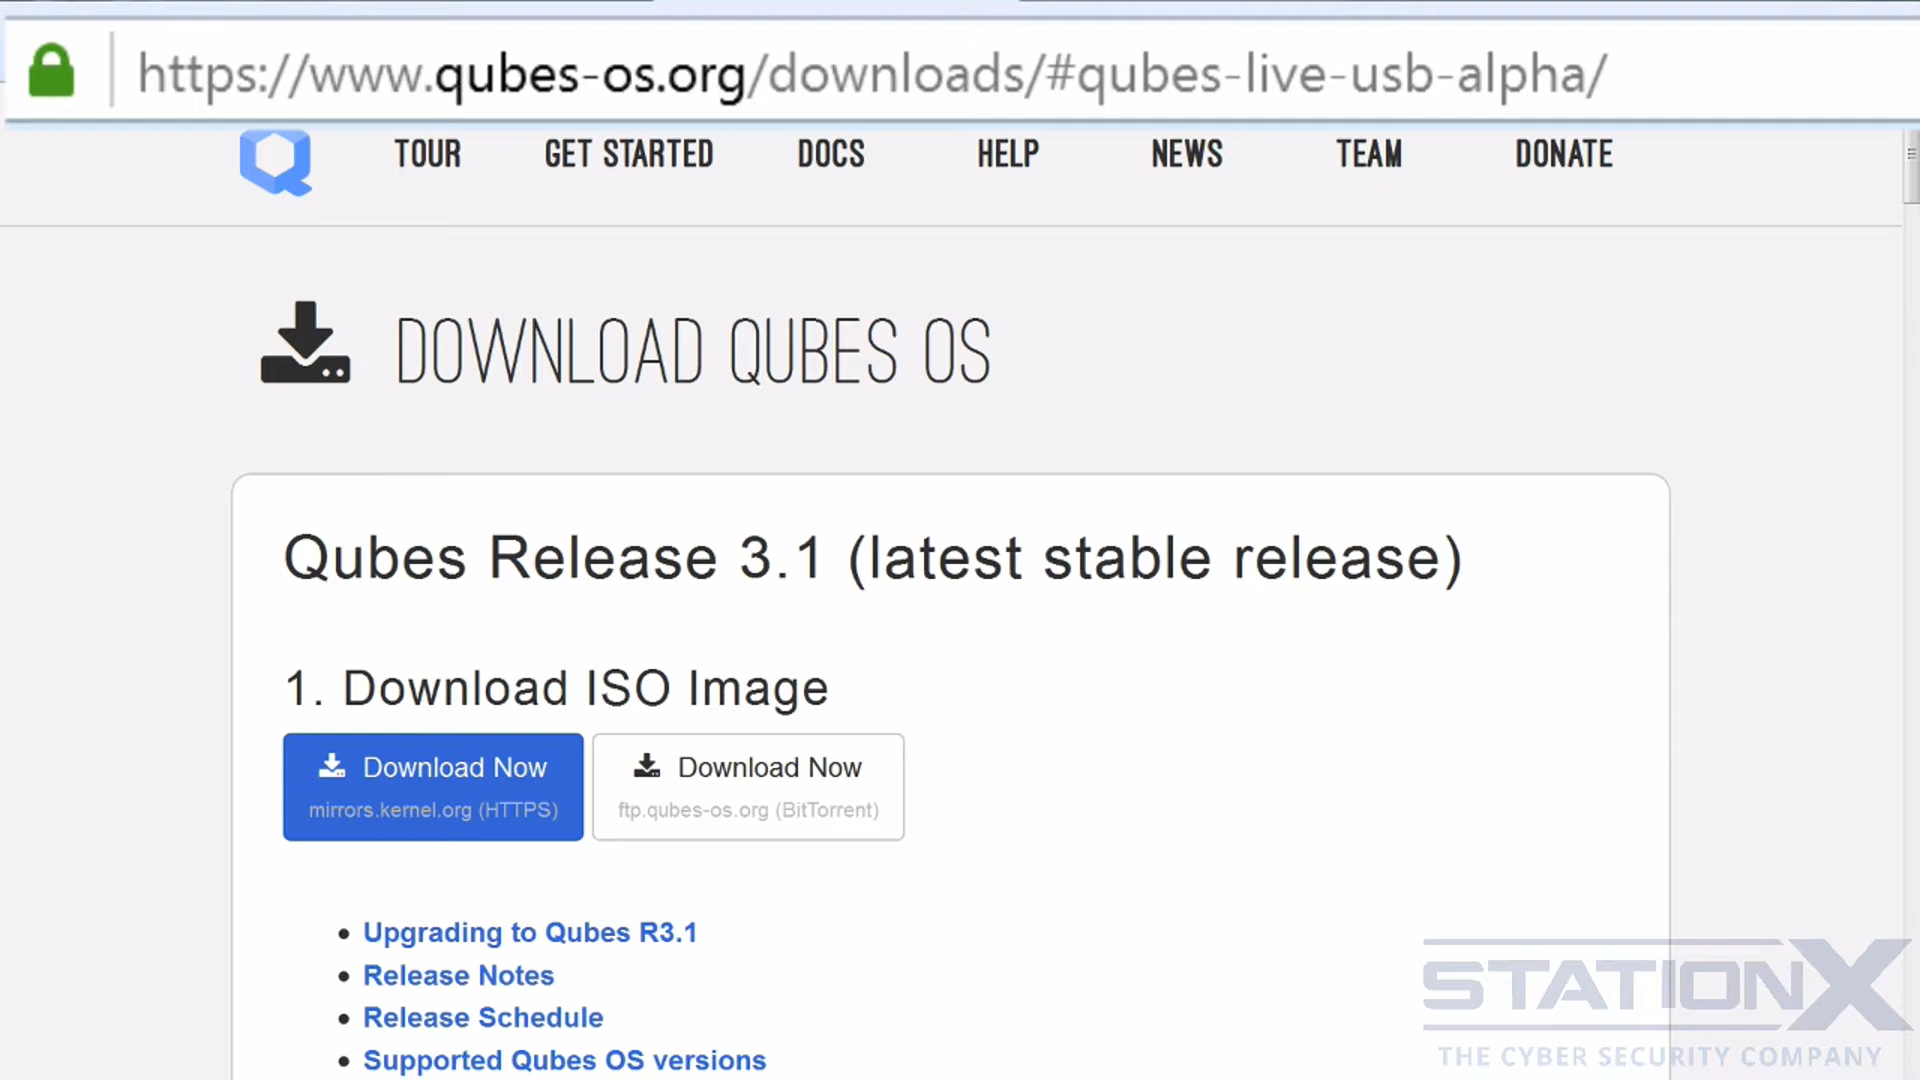 https://www.qubes-os.org/downloads/#qubes-live-usb-alpha/
TOUR GET STARTED DOCS HELP NEWS TEAM DONATE
DOWNLOAD QUBES OS
Qubes Release 3.1 (latest stable release)
1. Download ISO Image
Download Now Download Now
mirrors.kernel.org (HTTPS) ftp.qubes-os.org (BitTorrent)
• Upgrading to Qubes R3.1
• Release Notes
• Release Schedule
• Supported Qubes OS versions
STATIONX
THE CYBER SECURITY COMPANY